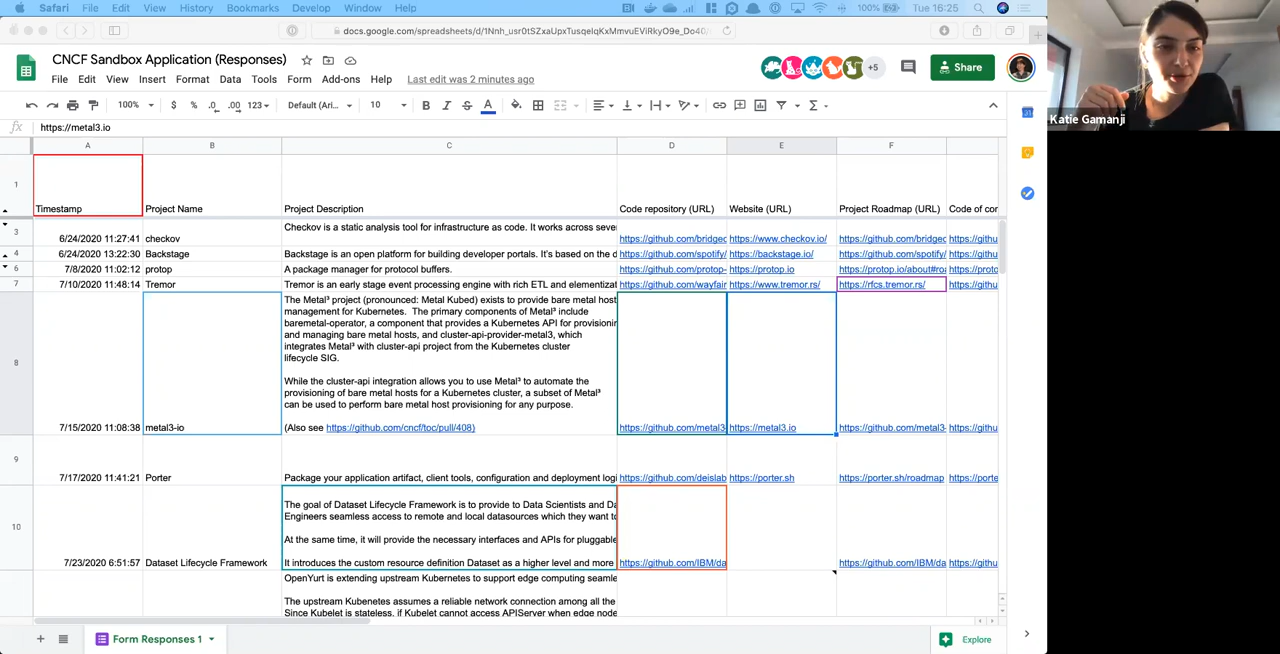 Safari File Edit View History Bookmarks Develop Window Help 100% Tue 16:25
docs.google.com/spreadsheets/d/1Nnh_usr0tSZxaUpxTusqelqKxMmvuEViRkyO9e_Do40/
CNCF Sandbox Application (Responses)
+5 Share
File Edit View Insert Format Data Tools Form Add-ons Help Last edit was 2 minutes ago
100% $ % .0 .00 123 Default (Ari... 10 B I S A
fx https://metal3.io
Katie Gamanji
A B C D E F
1 Timestamp Project Name Project Description Code repository (URL) Website (URL) Project Roadmap (URL) Code of con
3 6/24/2020 11:27:41 checkov Checkov is a static analysis tool for infrastructure as code. It works across seve https://github.com/bridgec https://www.checkov.io/ https://github.com/bridgec https://githu
4 6/24/2020 13:22:30 Backstage Backstage is an open platform for building developer portals. It's based on the d https://github.com/spotify/ https://backstage.io/ https://github.com/spotify/ https://githu
6 7/8/2020 11:02:12 protop A package manager for protocol buffers. https://github.com/protop- https://protop.io https://protop.io/about#roa https://proto
7 7/10/2020 11:48:14 Tremor Tremor is an early stage event processing engine with rich ETL and elementizat https://github.com/wayfair https://www.tremor.rs/ https://rfcs.tremor.rs/ https://githu
The Metal³ project (pronounced: Metal Kubed) exists to provide bare metal host
management for Kubernetes. The primary components of Metal³ include
baremetal-operator, a component that provides a Kubernetes API for provisionin
and managing bare metal hosts, and cluster-api-provider-metal3, which
integrates Metal³ with cluster-api project from the Kubernetes cluster
lifecycle SIG.
8
While the cluster-api integration allows you to use Metal³ to automate the
provisioning of bare metal hosts for a Kubernetes cluster, a subset of Metal³
can be used to perform bare metal host provisioning for any purpose.
7/15/2020 11:08:38 metal3-io (Also see https://github.com/cncf/toc/pull/408) https://github.com/metal3- https://metal3.io https://github.com/metal3- https://githu
9 7/17/2020 11:41:21 Porter Package your application artifact, client tools, configuration and deployment logi https://github.com/deislab https://porter.sh https://porter.sh/roadmap https://porte
The goal of Dataset Lifecycle Framework is to provide to Data Scientists and Da
Engineers seamless access to remote and local datasources which they want to
10
At the same time, it will provide the necessary interfaces and APIs for pluggable
7/23/2020 6:51:57 Dataset Lifecycle Framework It introduces the custom resource definition Dataset as a higher level and more https://github.com/IBM/da https://github.com/IBM/da https://githu
OpenYurt is extending upstream Kubernetes to support edge computing seamle
The upstream Kubenetes assumes a reliable network connection among all the
Since Kubelet is stateless, if Kubelet cannot access APIServer when edge node
Form Responses 1 Explore